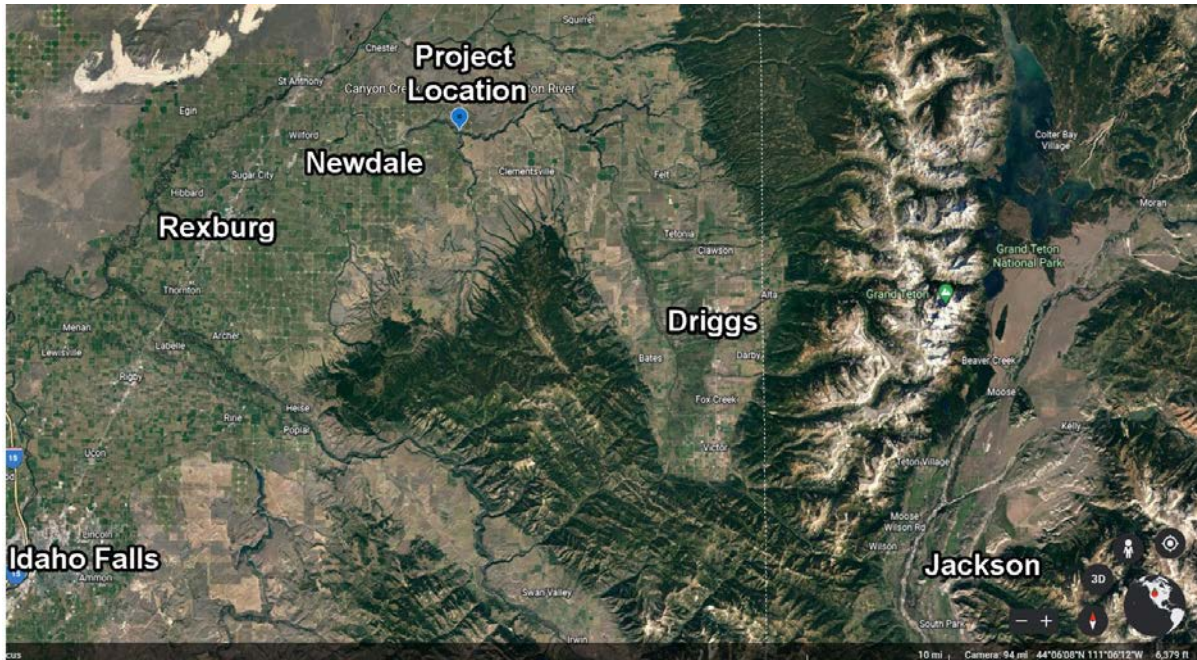 Squirrel
Chester
Project
Location
St Anthony
Canyon Cree
on River
Egin
Colter Bay
Village
Wilford
Newdale
Clementsville
Felt
Sugar City
Hibbard
Moran
Rexburg
Tetonia
Clawson
Grand Teton
National Park
Thornton
Grand Teton
Alta
Driggs
Menan
Archer
Labelle
Lewisville
Bates
Darby
Beaver Creek
Rigby
Moose
Fox Creek
Heise
Ririe
Poplar
Kelly
Victor
Ucon
15
Teton Village
Moose
Wilson Rd
Lincoln
Wilson
Idaho Falls
15
Ammon
Jackson
3D
Swan Valley
South Park
Irwin
cus
10 mi
Camera: 94 mi
44°06'08"N 111°06'12"W
6,379 ft